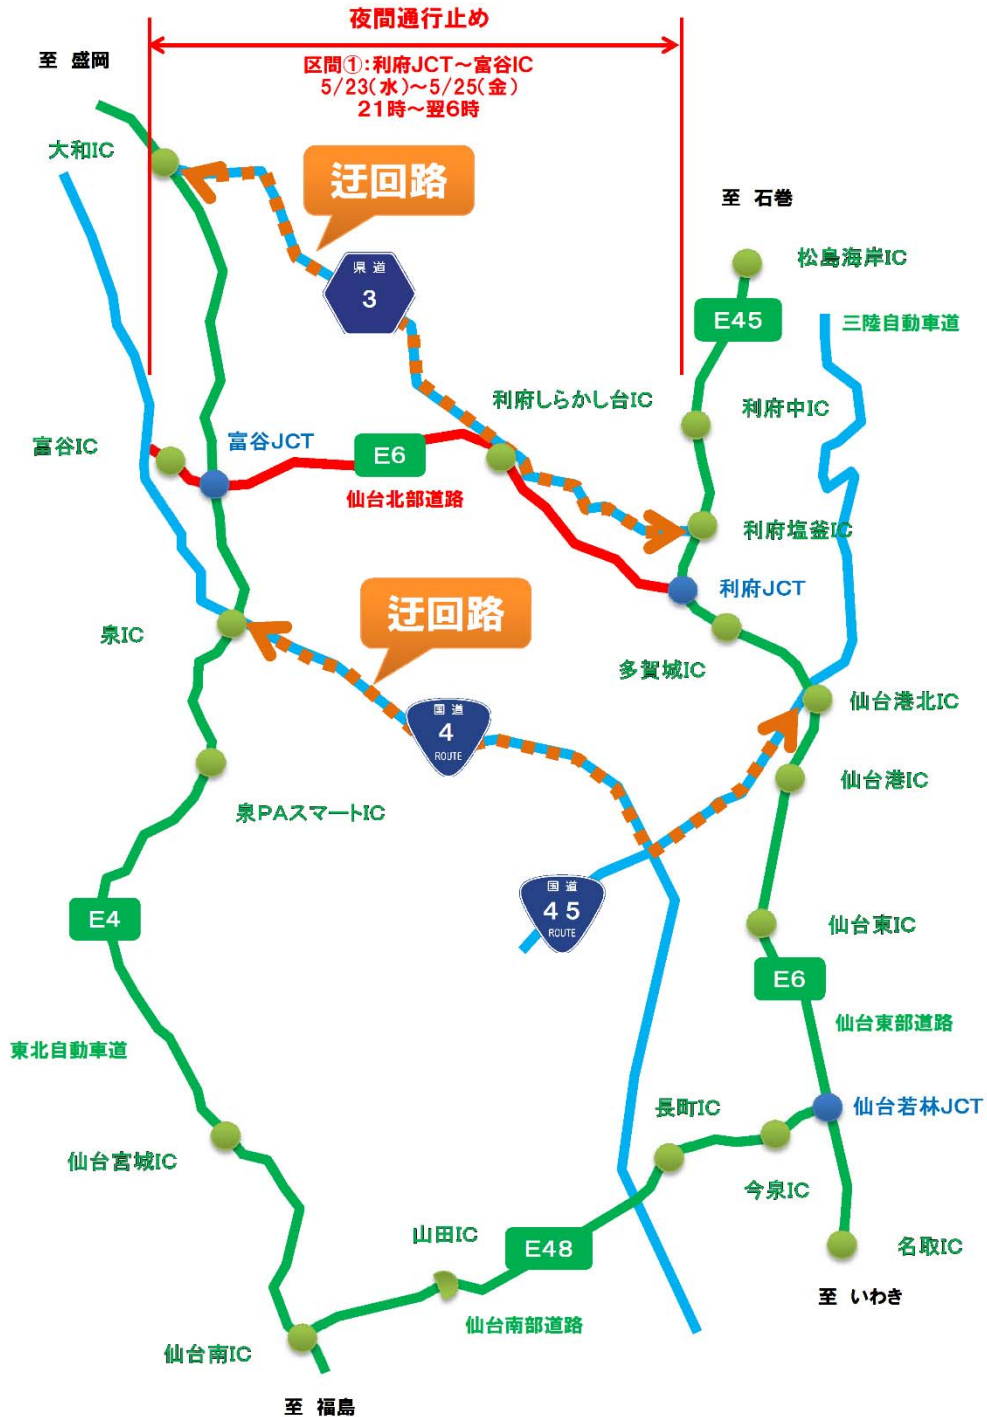 夜間通行止め
至 盛岡
区間①:利府JCT～富谷IC
5/23(水)～5/25(金)
21時～翌6時
大和IC
迂回路
至 石巻
松島海岸IC
県道
3
E45
三陸自動車道
利府しらかし台IC
利府中IC
富谷IC
富谷JCT
E6
仙台北部道路
利府塩釜IC
利府JCT
迂回路
泉IC
多賀城IC
国道
4
ROUTE
仙台港北IC
仙台港IC
泉PAスマートIC
国道
45
ROUTE
E4
仙台東IC
E6
仙台東部道路
東北自動車道
長町IC
仙台若林JCT
仙台宮城IC
今泉IC
山田IC
E48
名取IC
至 いわき
仙台南部道路
仙台南IC
至 福島